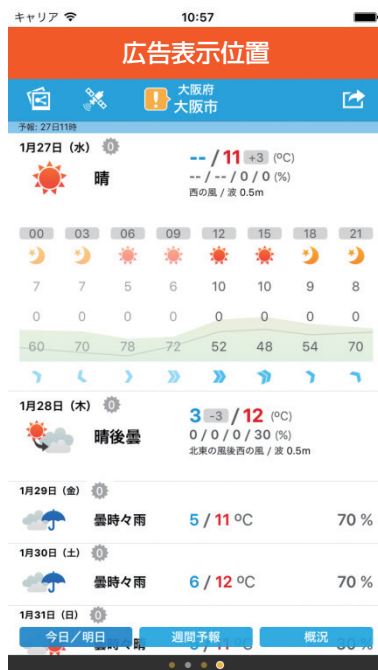 キャリア 10:57
広告表示位置
大阪府
大阪市
予報: 27日11時
1月27日（水） 0
晴
-- / 11 +3 (ºC)
-- / -- / 0 / 0 (%)
西の風 / 波 0.5m
00 03 06 09 12 15 18 21
7 7 5 6 10 10 9 8
0 0 0 0 0 0 0 0
60 70 78 72 52 48 54 70
1月28日（木） 0
晴後曇
3 -3 / 12 (ºC)
0 / 0 / 0 / 30 (%)
北東の風後西の風 / 波 0.5m
1月29日（金） 0
曇時々雨 5 / 11 ºC 70 %
1月30日（土） 0
曇時々雨 6 / 12 ºC 70 %
1月31日（日） 0
今日／明日 週間予報 概況